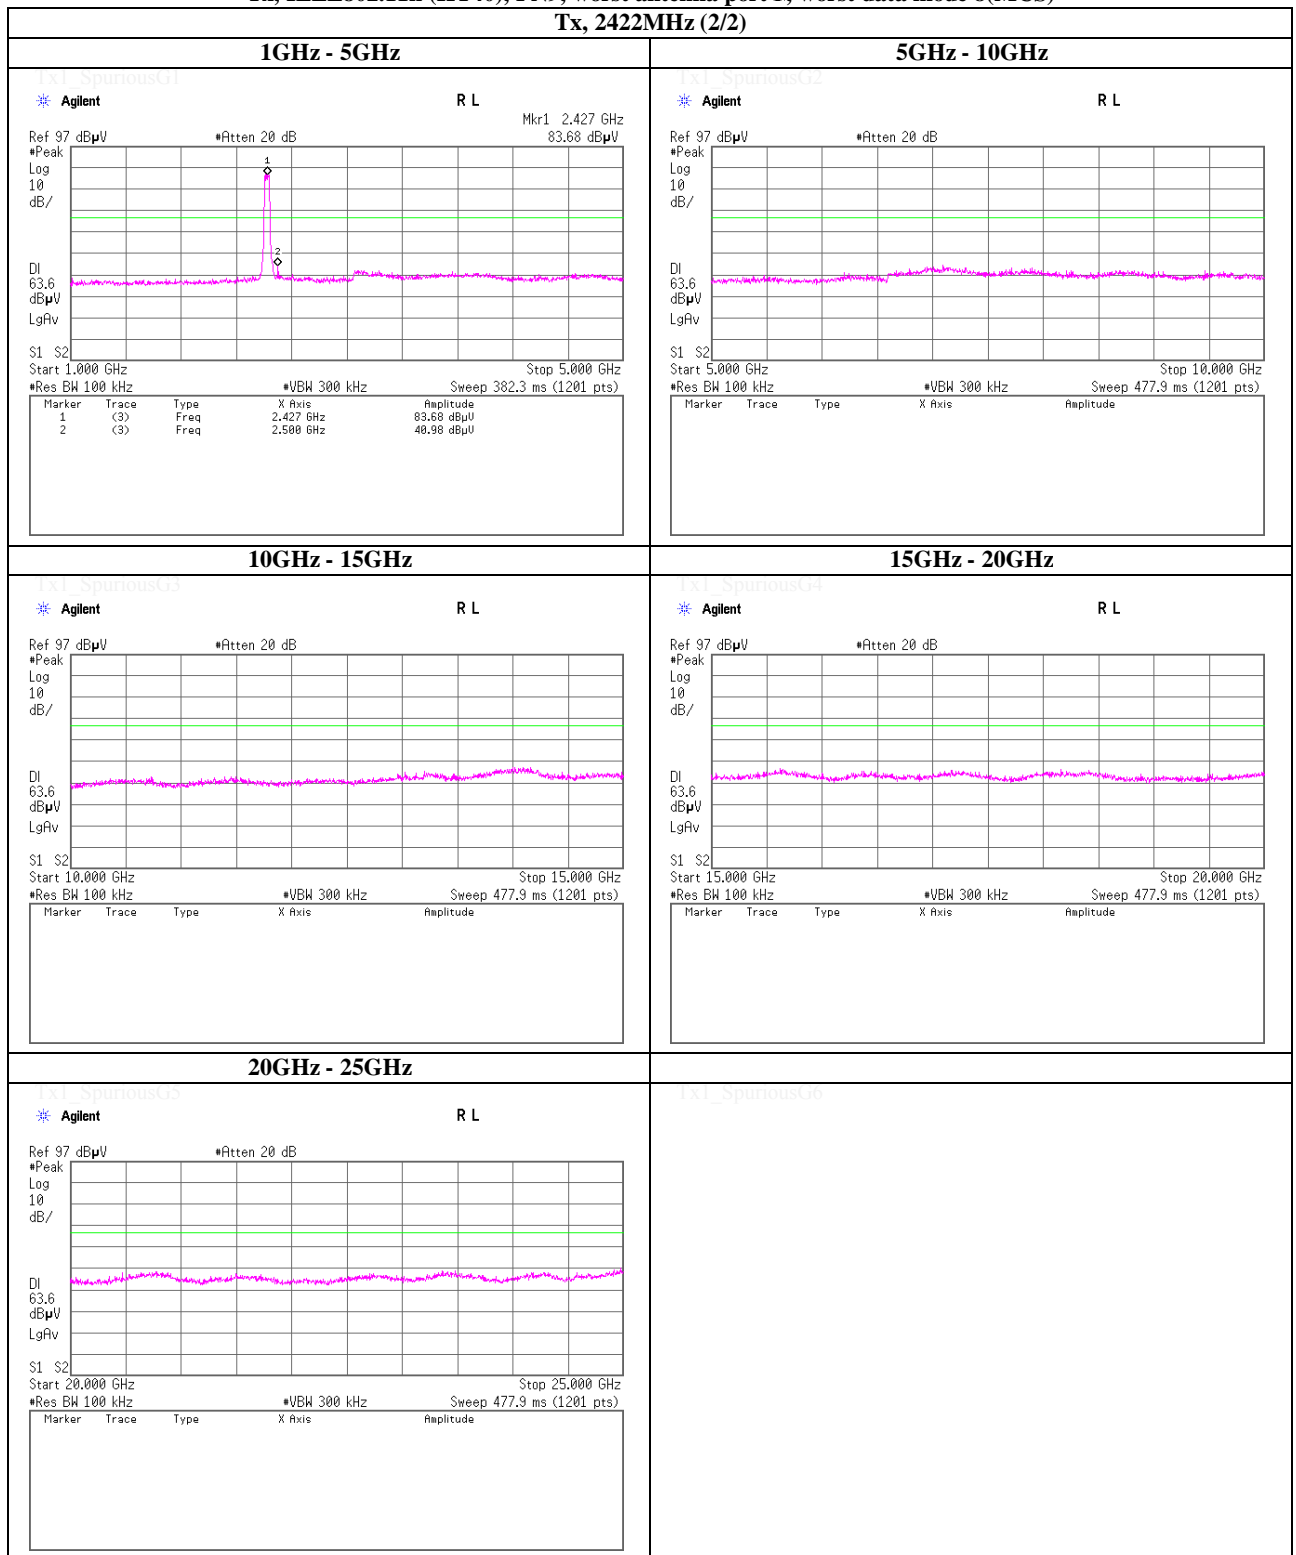 Tx, 2422MHz (2/2)
1GHz - 5GHz
5GHz - 10GHz
Tx1_SpuriousG1
Agilent
R L
Mkr1 2.427 GHz
Ref 97 dBµV
#Atten 20 dB
83.68 dBµV
#Peak
Log
10
dB/
1
2
DI
63.6
dBµV
LgAv
S1 S2
Start 1.000 GHz
Stop 5.000 GHz
#Res BW 100 kHz
#VBW 300 kHz
Sweep 382.3 ms (1201 pts)
Marker Trace Type X Axis Amplitude
1 (3) Freq 2.427 GHz 83.68 dBµV
2 (3) Freq 2.500 GHz 40.98 dBµV
Tx1_SpuriousG2
Agilent
R L
Ref 97 dBµV
#Atten 20 dB
#Peak
Log
10
dB/
DI
63.6
dBµV
LgAv
S1 S2
Start 5.000 GHz
Stop 10.000 GHz
#Res BW 100 kHz
#VBW 300 kHz
Sweep 477.9 ms (1201 pts)
Marker Trace Type X Axis Amplitude
10GHz - 15GHz
15GHz - 20GHz
Tx1_SpuriousG3
Agilent
R L
Ref 97 dBµV
#Atten 20 dB
#Peak
Log
10
dB/
DI
63.6
dBµV
LgAv
S1 S2
Start 10.000 GHz
Stop 15.000 GHz
#Res BW 100 kHz
#VBW 300 kHz
Sweep 477.9 ms (1201 pts)
Marker Trace Type X Axis Amplitude
Tx1_SpuriousG4
Agilent
R L
Ref 97 dBµV
#Atten 20 dB
#Peak
Log
10
dB/
DI
63.6
dBµV
LgAv
S1 S2
Start 15.000 GHz
Stop 20.000 GHz
#Res BW 100 kHz
#VBW 300 kHz
Sweep 477.9 ms (1201 pts)
Marker Trace Type X Axis Amplitude
20GHz - 25GHz
Tx1_SpuriousG5
Agilent
R L
Ref 97 dBµV
#Atten 20 dB
#Peak
Log
10
dB/
DI
63.6
dBµV
LgAv
S1 S2
Start 20.000 GHz
Stop 25.000 GHz
#Res BW 100 kHz
#VBW 300 kHz
Sweep 477.9 ms (1201 pts)
Marker Trace Type X Axis Amplitude
Tx1_SpuriousG6